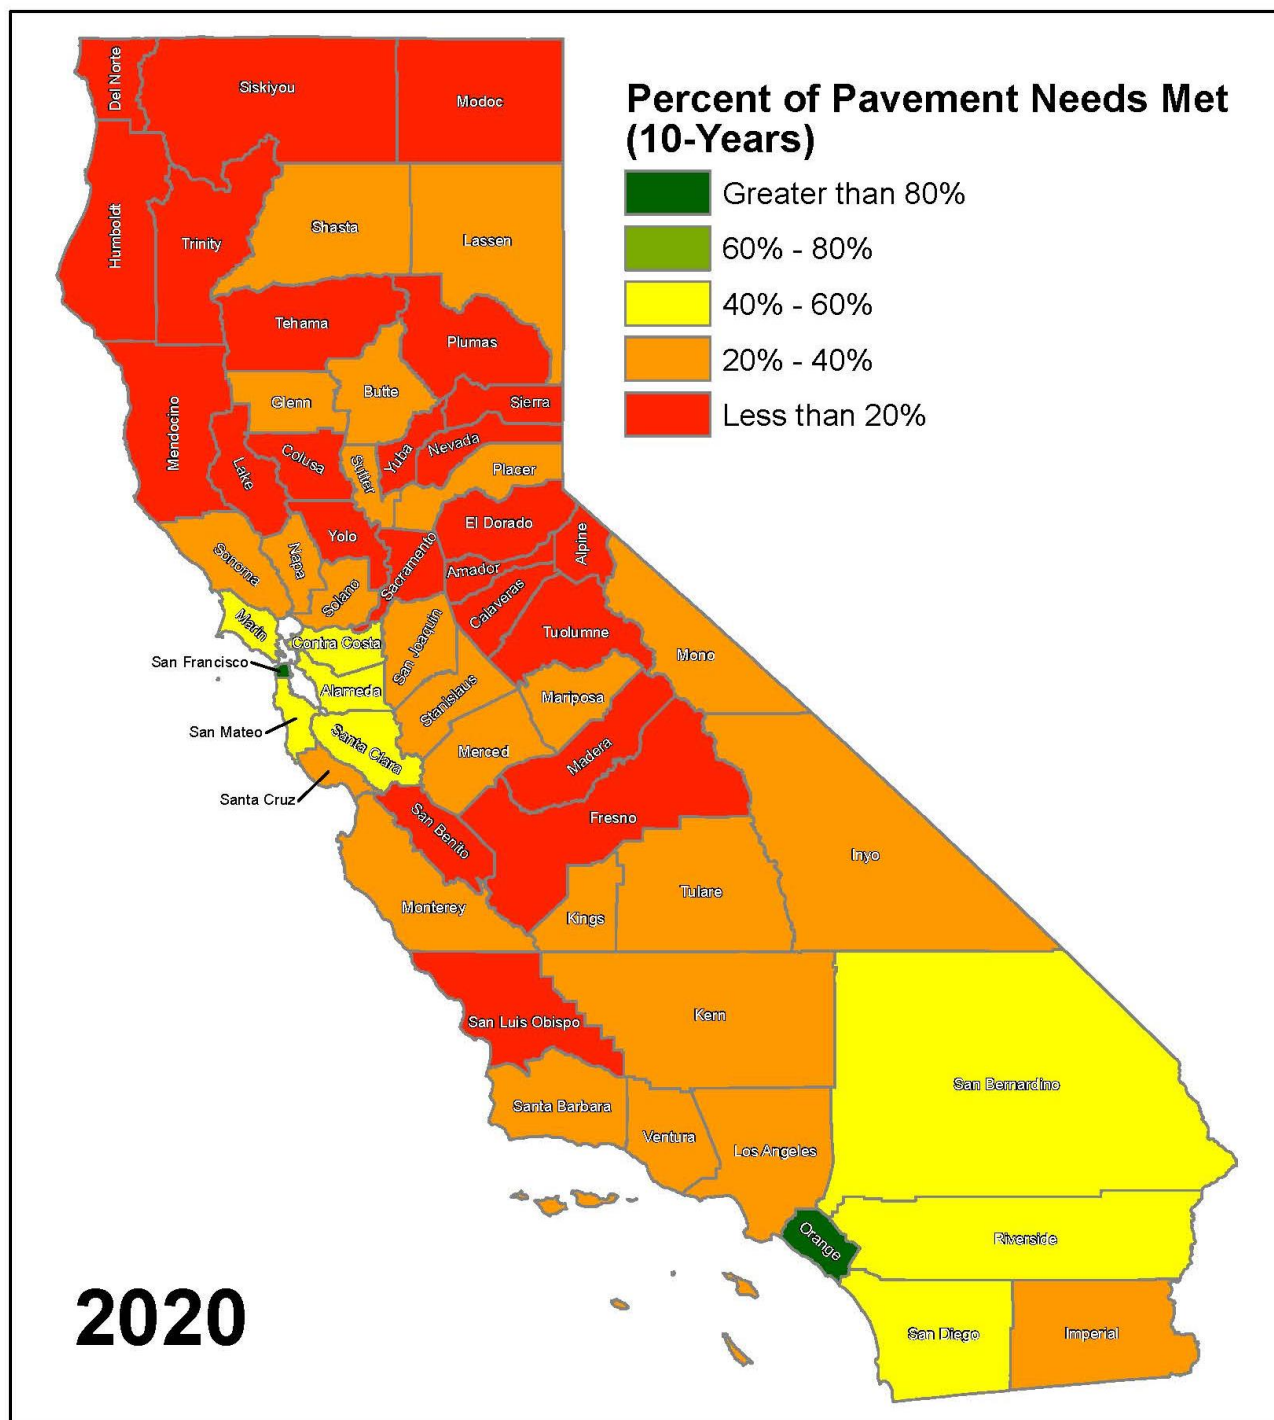 Percent of Pavement Needs Met
(10-Years)
Greater than 80%
60% - 80%
40% - 60%
20% - 40%
Less than 20%
Del Norte
Siskiyou
Modoc
Humboldt
Trinity
Shasta
Lassen
Tehama
Plumas
Mendocino
Glenn
Butte
Sierra
Lake
Colusa
Sutter
Yuba
Nevada
Placer
Sonoma
Napa
Yolo
Solano
Sacramento
El Dorado
Alpine
Amador
Calaveras
Marin
Contra Costa
San Joaquin
Tuolumne
Mono
San Francisco
Alameda
Stanislaus
Mariposa
San Mateo
Santa Clara
Merced
Madera
Santa Cruz
San Benito
Fresno
Inyo
Monterey
Kings
Tulare
San Luis Obispo
Kern
San Bernardino
Santa Barbara
Ventura
Los Angeles
Orange
Riverside
San Diego
Imperial
2020